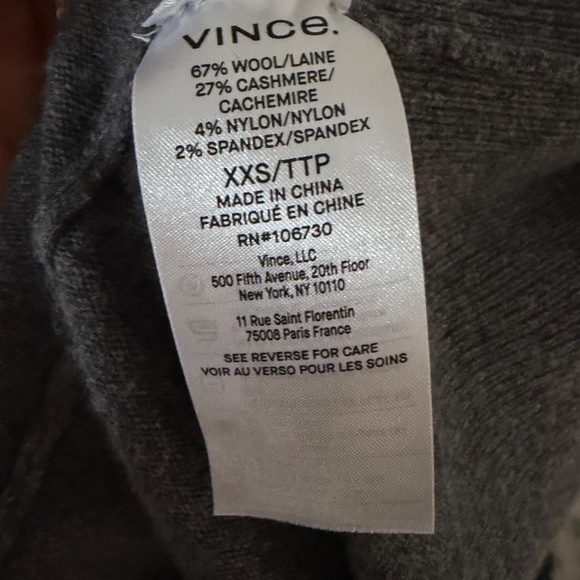 VINCE.
67% WOOL/LAINE
27% CASHMERE/
CACHEMIRE
4% NYLON/NYLON
2% SPANDEX/SPANDEX
XXS/TTP
MADE IN CHINA
FABRIQUÉ EN CHINE
RN#106730
Vince, LLC
500 Fifth Avenue, 20th Floor
New York, NY 10110
11 Rue Saint Florentin
75008 Paris France
SEE REVERSE FOR CARE
VOIR AU VERSO POUR LES SOINS